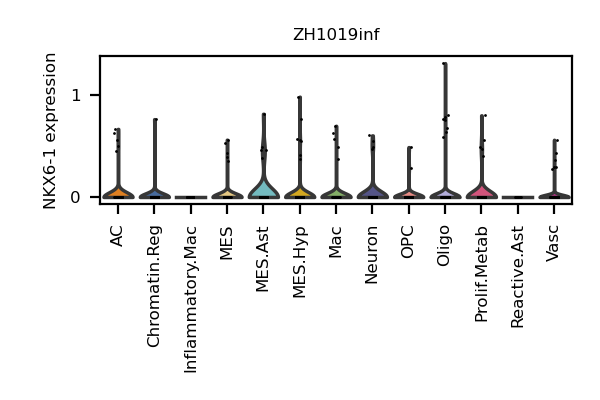 ZH1019inf
NKX6-1 expression
1
0
AC
Chromatin.Reg
Inflammatory.Mac
MES
MES.Ast
MES.Hyp
Mac
Neuron
OPC
Oligo
Prolif.Metab
Reactive.Ast
Vasc